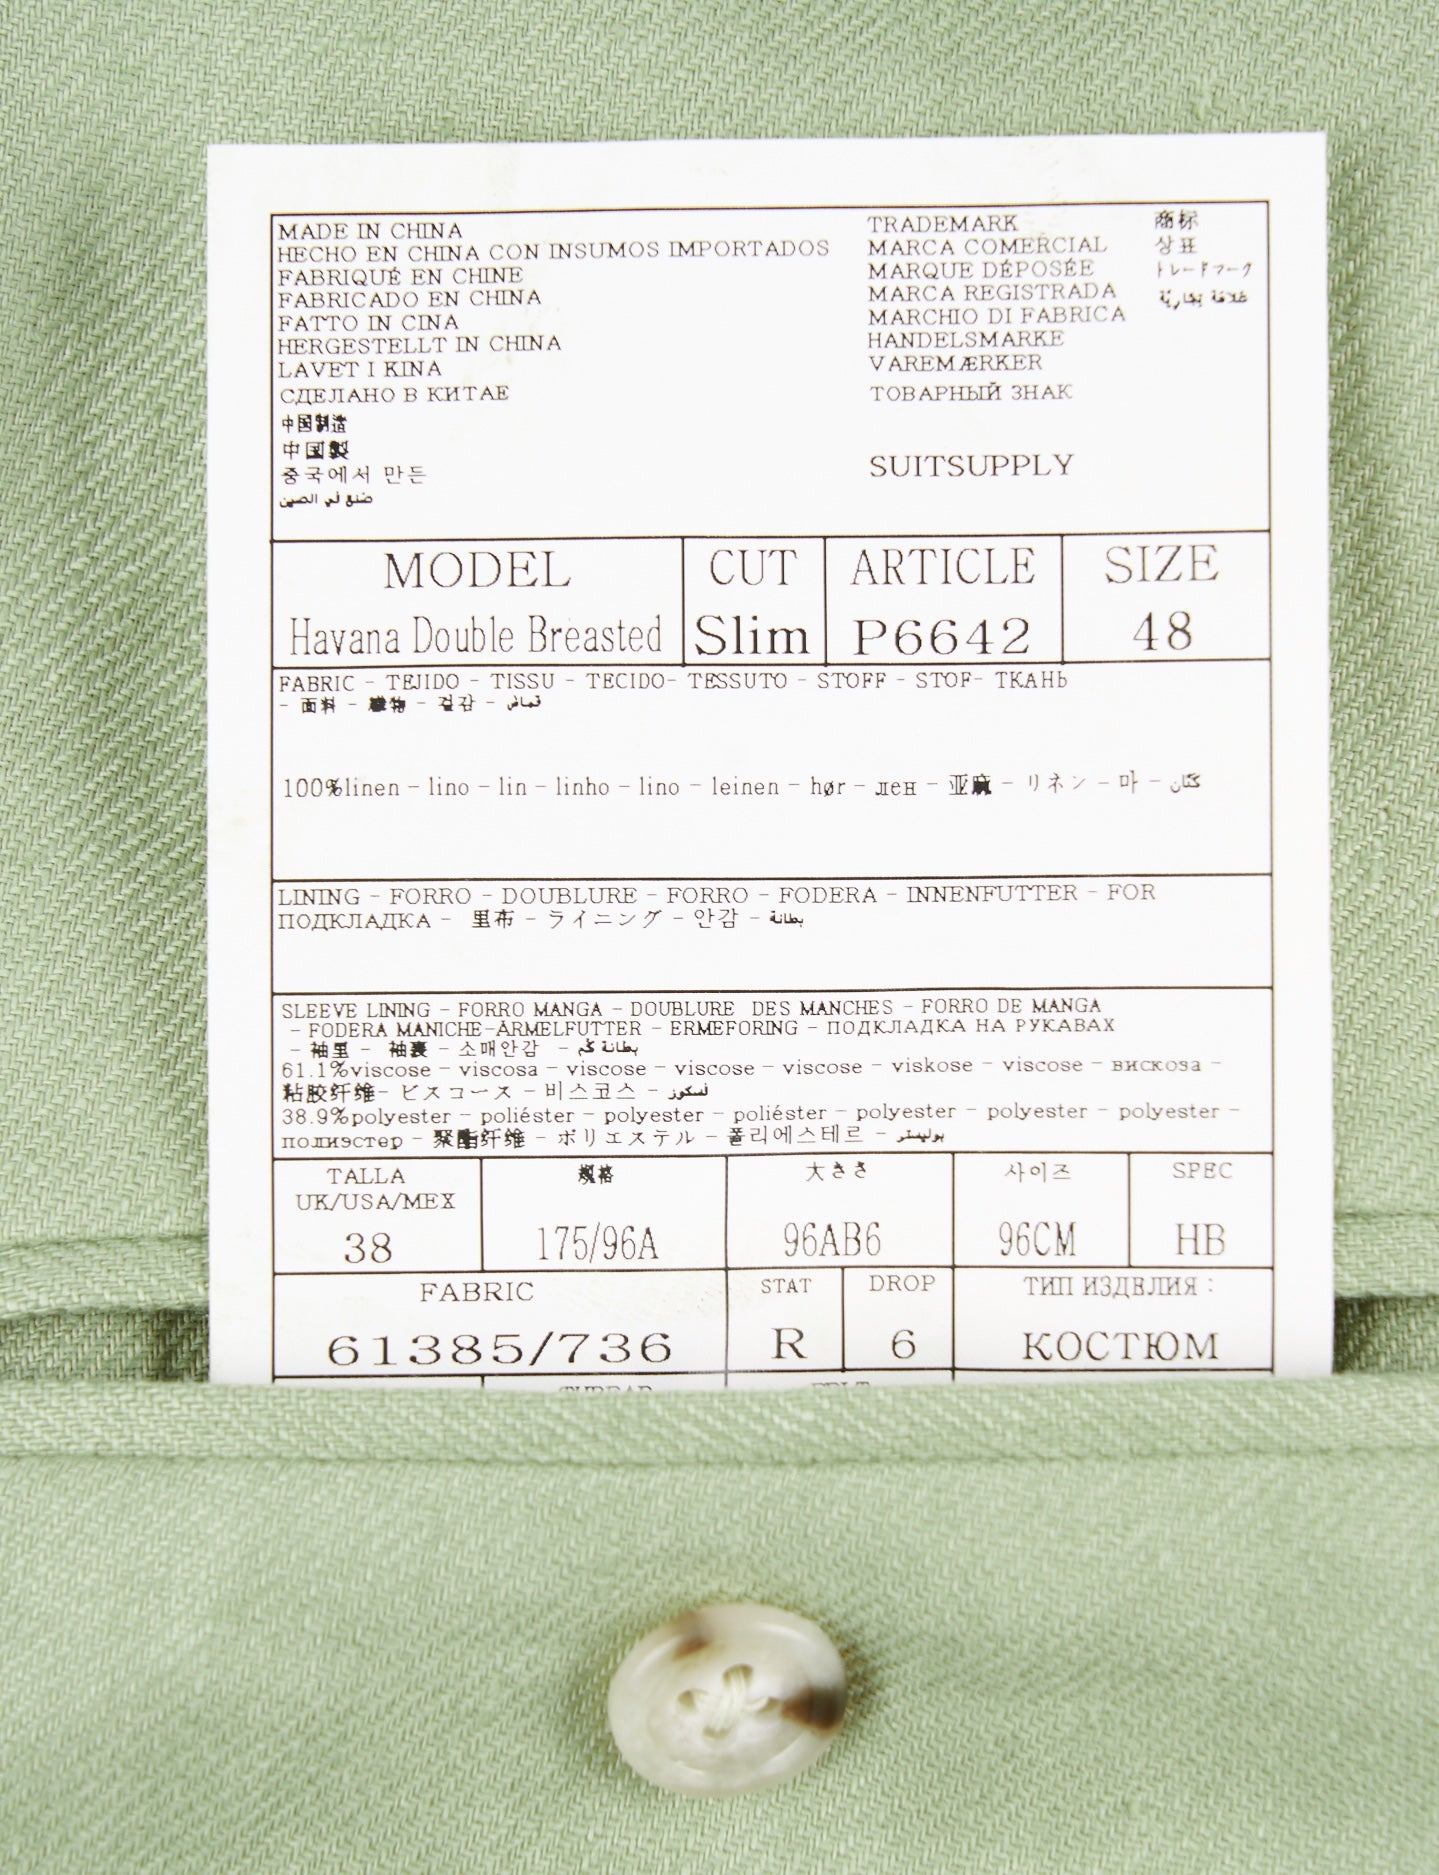 MADE IN CHINA
HECHO EN CHINA CON INSUMOS IMPORTADOS
FABRIQUÉ EN CHINE
FABRICADO EN CHINA
FATTO IN CINA
HERGESTELLT IN CHINA
LAVET I KINA
СДЕЛАНО В КИТАЕ
中国制造
中国製
중국에서 만든
صنع في الصين
TRADEMARK 商标
MARCA COMERCIAL 상표
MARQUE DÉPOSÉE トレードマーク
MARCA REGISTRADA علامة تجارية
MARCHIO DI FABRICA
HANDELSMARKE
VAREMÆRKER
ТОВАРНЫЙ ЗНАК
SUITSUPPLY
MODEL CUT ARTICLE SIZE
Havana Double Breasted Slim P6642 48
FABRIC - TEJIDO - TISSU - TECIDO- TESSUTO - STOFF - STOF- ТКАНЬ
- 面料 - 織物 - 겉감 - قماش
100%linen - lino - lin - linho - lino - leinen - hør - лен - 亚麻 - リネン - 마 - كتان
LINING - FORRO - DOUBLURE - FORRO - FODERA - INNENFUTTER - FOR
ПОДКЛАДКА - 里布 - ライニング - 안감 - بطانة
SLEEVE LINING - FORRO MANGA - DOUBLURE DES MANCHES - FORRO DE MANGA
- FODERA MANICHE-ÄRMELFUTTER - ERMEFORING - ПОДКЛАДКА НА РУКАВАХ
- 袖里 - 袖裏 - 소매안감 - بطانة كم
61.1%viscose - viscosa - viscose - viscose - viscose - viskose - viscose - вискоза -
粘胶纤维- ビスコース - 비스코스 - لسكوز
38.9%polyester - poliéster - polyester - poliéster - polyester - polyester - polyester -
полиэстер - 聚酯纤维 - ポリエステル - 폴리에스테르 - بوليستر
TALLA 规格 大きさ 사이즈 SPEC
UK/USA/MEX
38 175/96A 96AB6 96CM HB
FABRIC STAT DROP ТИП ИЗДЕЛИЯ :
61385/736 R 6 КОСТЮМ